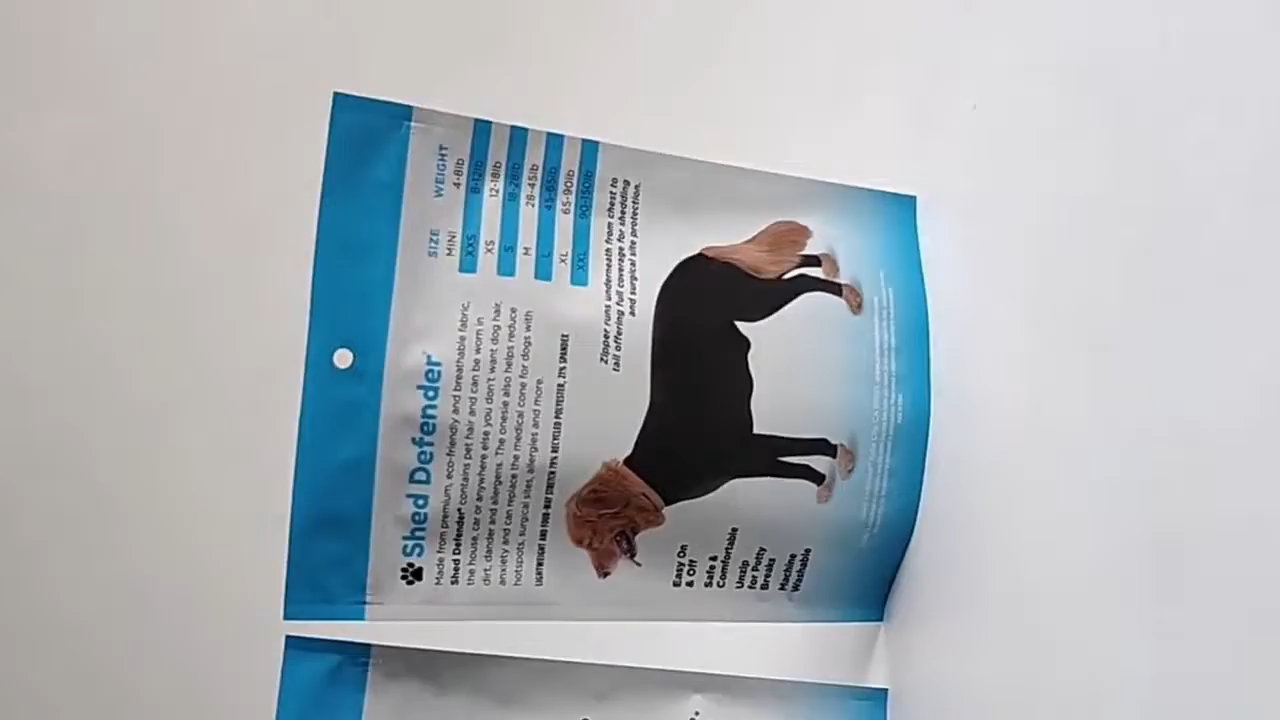 Shed Defender
Made from premium, eco-friendly and breathable fabric,
Shed Defender® contains pet hair and can be worn in
the house, car or anywhere else you don't want dog hair,
dirt, dander and allergens. The onesie also helps reduce
anxiety and can replace the medical cone for dogs with
hotspots, surgical sites, allergies and more.
LIGHTWEIGHT AND FOUR-WAY STRETCH 79% RECYCLED POLYESTER, 21% SPANDEX
SIZE WEIGHT
MINI 4-8lb
XXS 8-12lb
XS 12-18lb
S 18-28lb
M 28-45lb
L 45-65lb
XL 65-90lb
XXL 90-150lb
Zipper runs underneath from chest to
tail offering full coverage for shedding
and surgical site protection.
Easy On
& Off
Safe &
Comfortable
Unzip
for Potty
Breaks
Machine
Washable